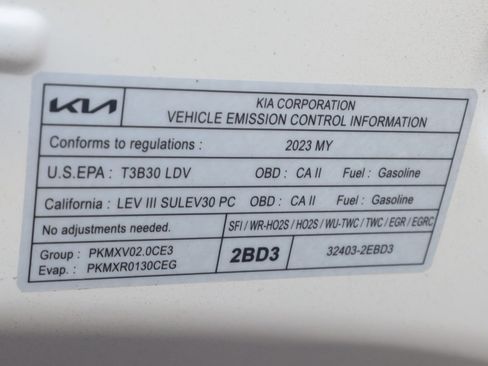 KIA
KIA CORPORATION
VEHICLE EMISSION CONTROL INFORMATION
Conforms to regulations : 2023 MY
U.S.EPA : T3B30 LDV OBD : CA II Fuel : Gasoline
California : LEV III SULEV30 PC OBD : CA II Fuel : Gasoline
No adjustments needed. SFI / WR-HO2S / HO2S / WU-TWC / TWC / EGR / EGRC
Group : PKMXV02.0CE3
Evap. : PKMXR0130CEG
2BD3
32403-2EBD3